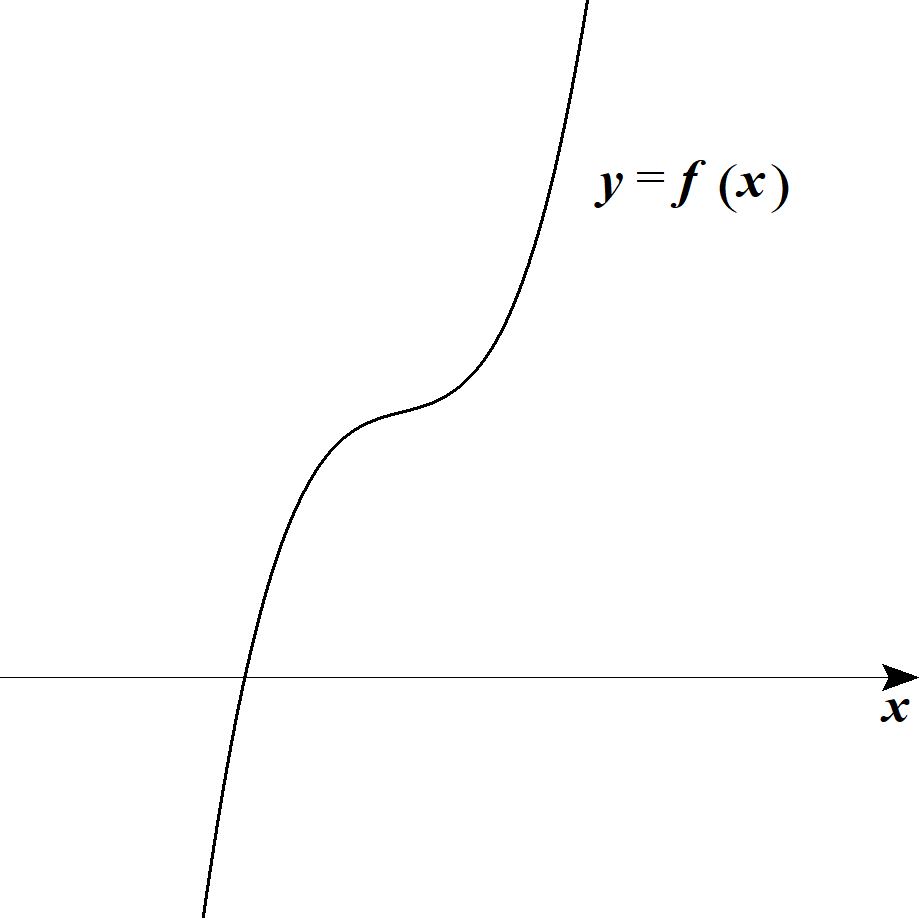 y = f (x)
x